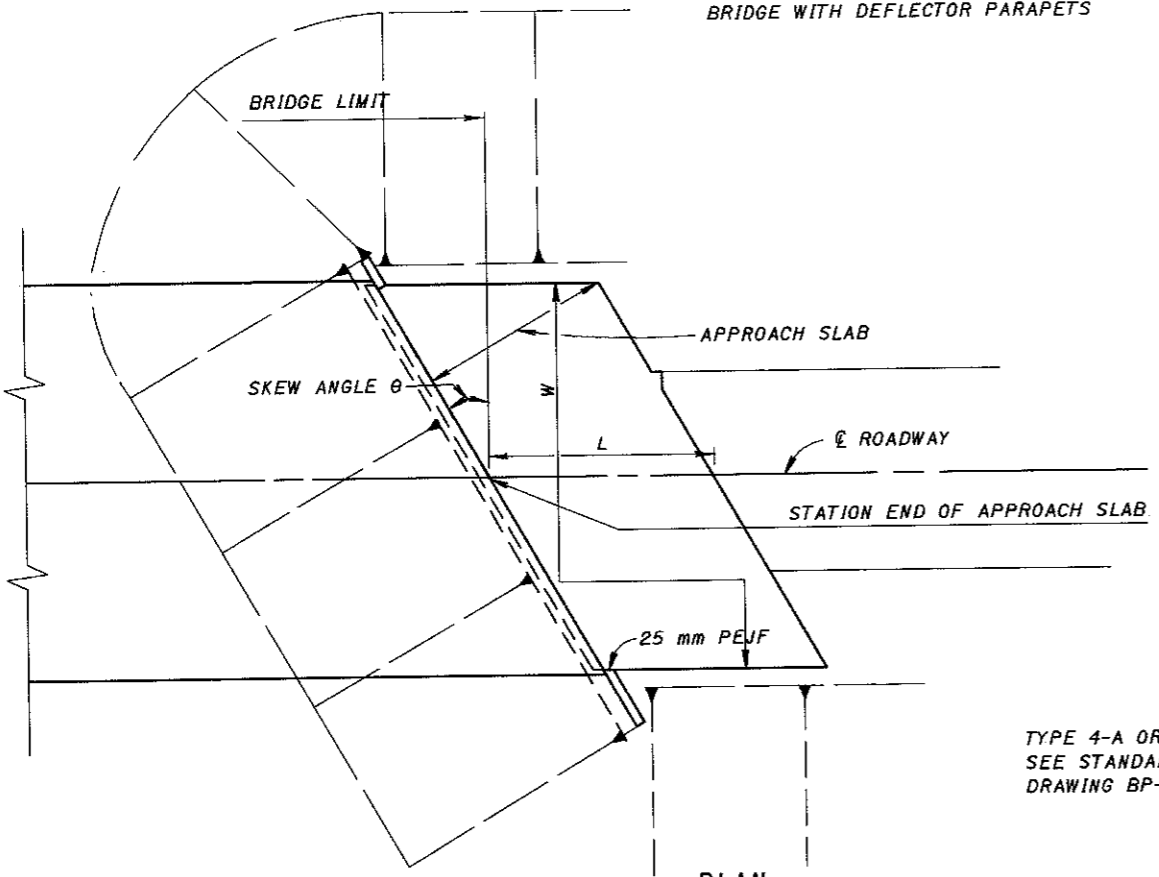 BRIDGE WITH DEFLECTOR PARAPETS
BRIDGE LIMIT
APPROACH SLAB
SKEW ANGLE θ
W
L
℄ ROADWAY
STATION END OF APPROACH SLAB
25 mm PEJF
TYPE 4-A OR
SEE STANDA
DRAWING BP-
PLAN